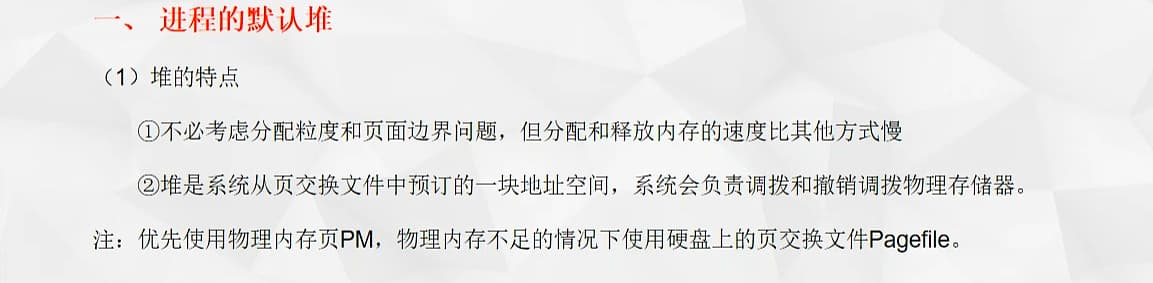 一、 进程的默认堆
（1）堆的特点
①不必考虑分配粒度和页面边界问题，但分配和释放内存的速度比其他方式慢
②堆是系统从页交换文件中预订的一块地址空间，系统会负责调拨和撤销调拨物理存储器。
注：优先使用物理内存页PM，物理内存不足的情况下使用硬盘上的页交换文件Pagefile。